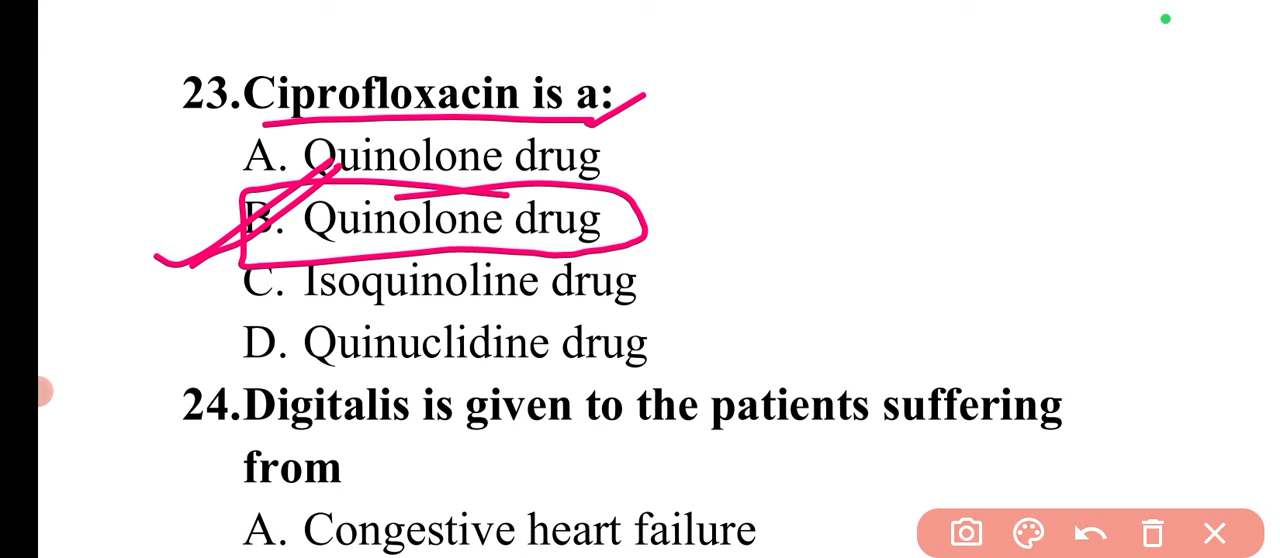 23.Ciprofloxacin is a:
A. Quinolone drug
B. Quinolone drug
C. Isoquinoline drug
D. Quinuclidine drug
24.Digitalis is given to the patients suffering
from
A. Congestive heart failure